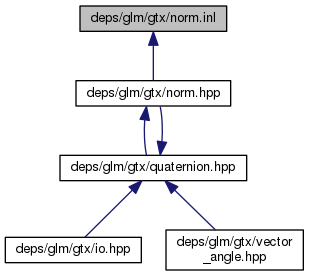 deps/glm/gtx/norm.inl
deps/glm/gtx/norm.hpp
deps/glm/gtx/quaternion.hpp
deps/glm/gtx/io.hpp
deps/glm/gtx/vector
_angle.hpp